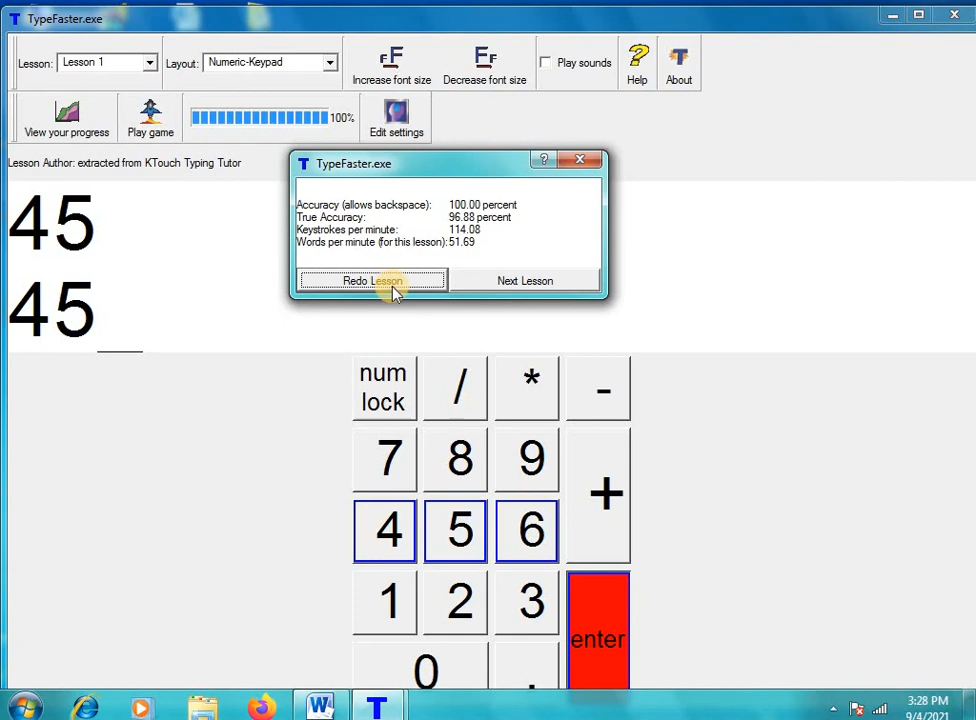 TypeFaster.exe
Lesson: Lesson 1 Layout: Numeric-Keypad Increase font size Decrease font size Play sounds Help About
View your progress Play game 100% Edit settings
Lesson Author: extracted from KTouch Typing Tutor
TypeFaster.exe
Accuracy (allows backspace): 100.00 percent
True Accuracy: 96.88 percent
Keystrokes per minute: 114.08
Words per minute (for this lesson): 51.69
Redo Lesson Next Lesson
45
45
num lock / * -
7 8 9 +
4 5 6
1 2 3 enter
0 .
3:28 PM
9/4/2021